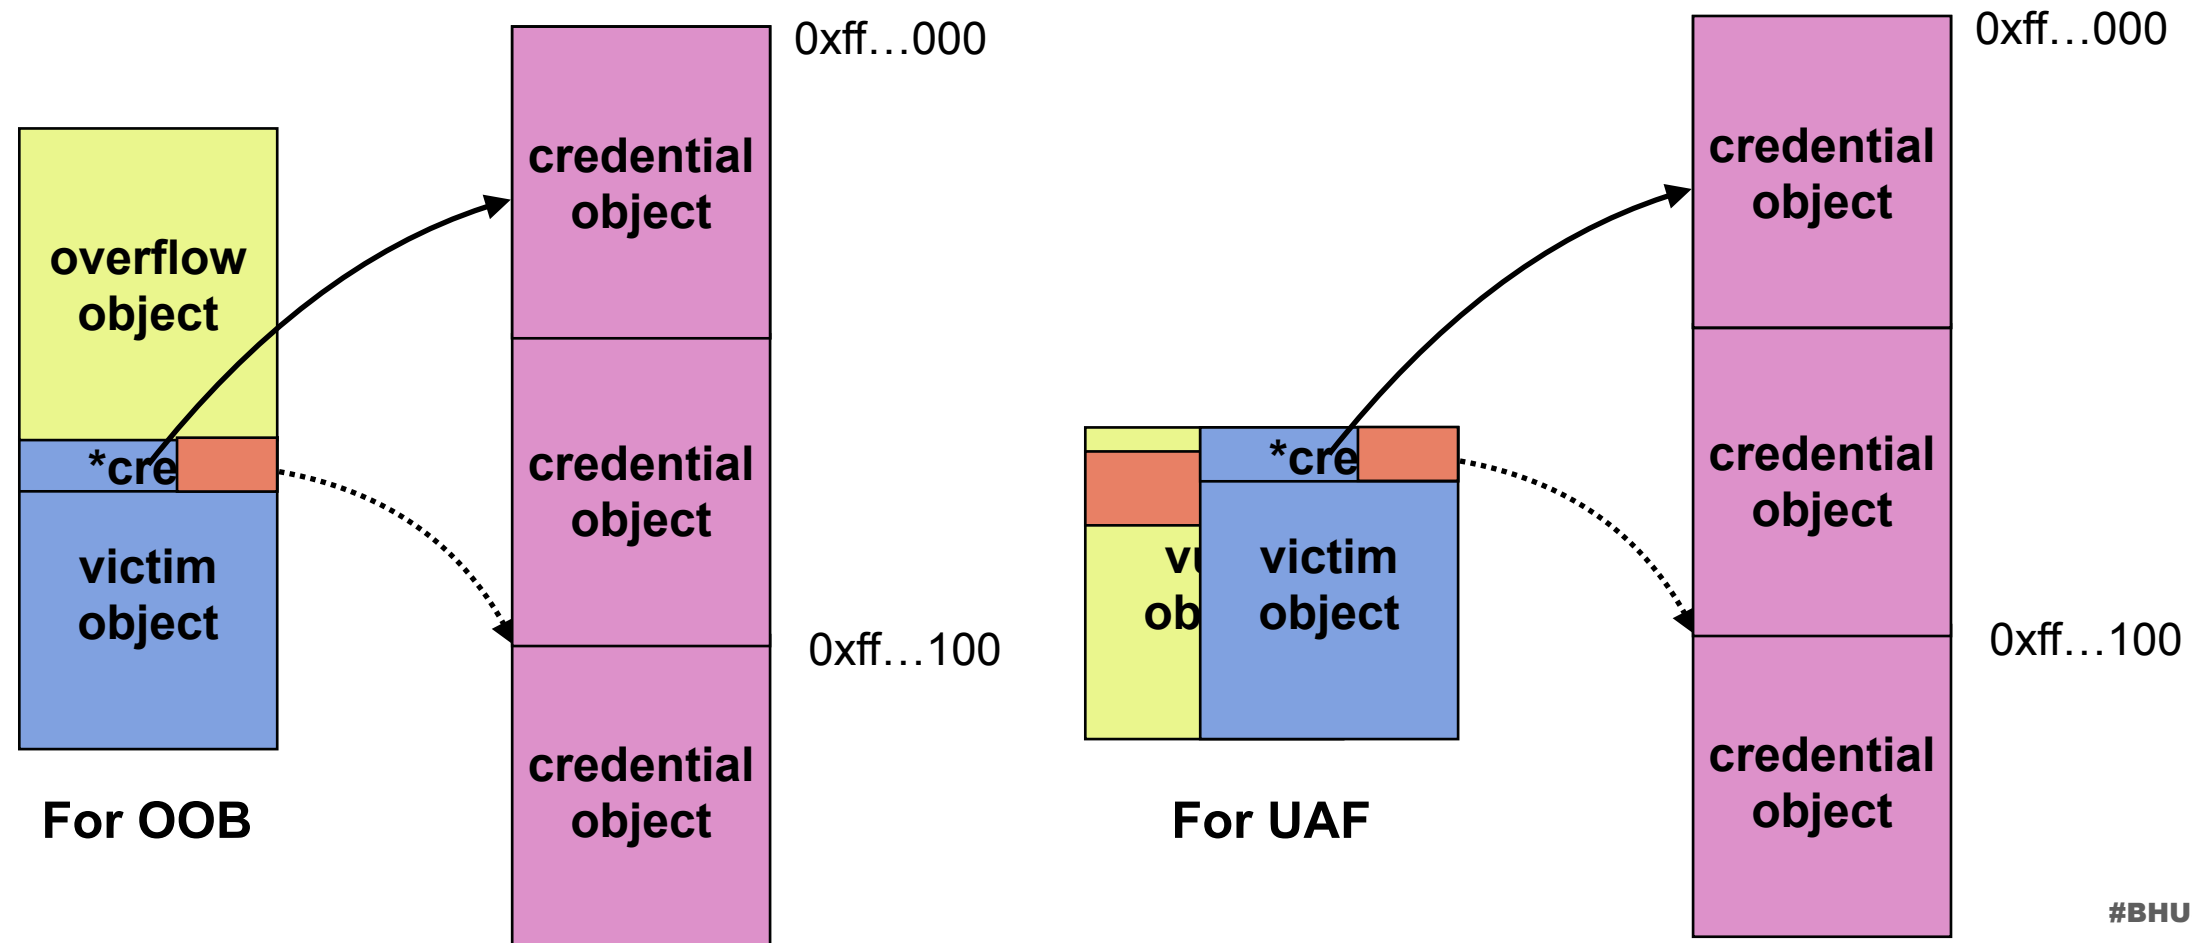 0xff…000
credential
object
overflow
object
*cre
credential
object
victim
object
0xff…100
credential
object
For OOB
0xff…000
credential
object
*cre
credential
object
victim
object
ob
0xff…100
credential
object
For UAF
#BHU